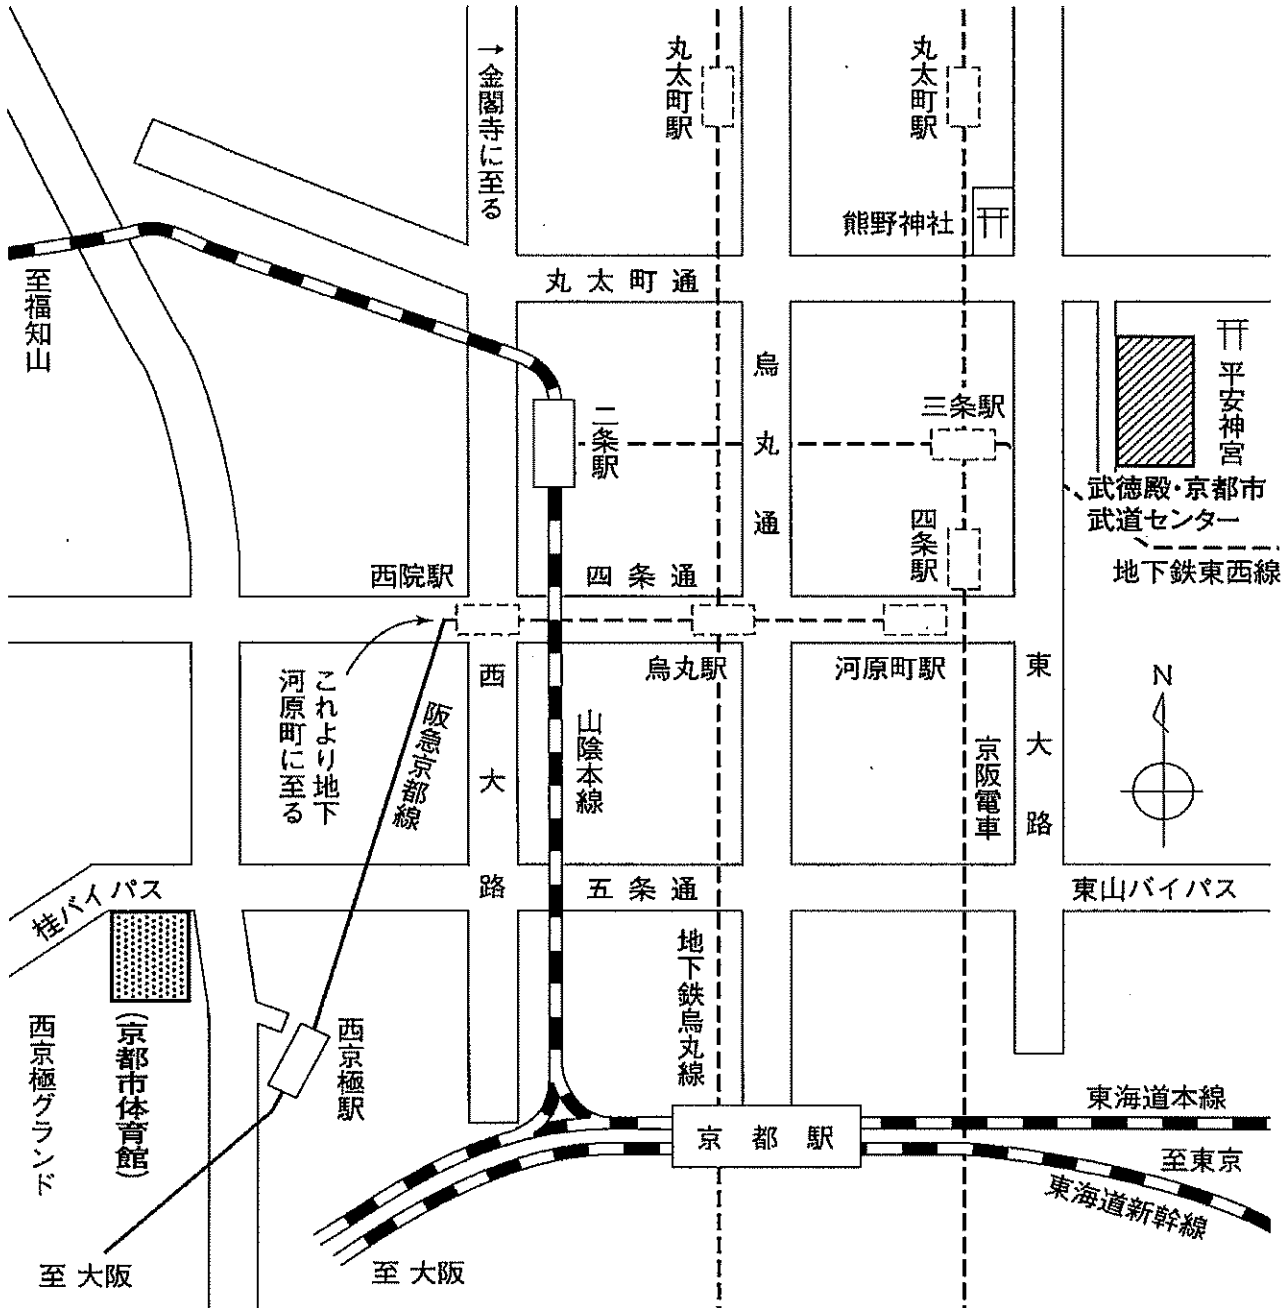 →金閣寺に至る
丸太町駅
丸太町駅
熊野神社
至福知山
丸太町通
烏丸通
二条駅
三条駅
平安神宮
武徳殿・京都市
武道センター
地下鉄東西線
四条駅
西院駅
四条通
烏丸駅
河原町駅
これより地下
河原町に至る
阪急京都線
西大路
山陰本線
京阪電車
東大路
N
桂バイパス
五条通
東山バイパス
地下鉄烏丸線
西京極グランド
(京都市体育館)
西京極駅
京都駅
東海道本線
至東京
東海道新幹線
至 大阪
至 大阪